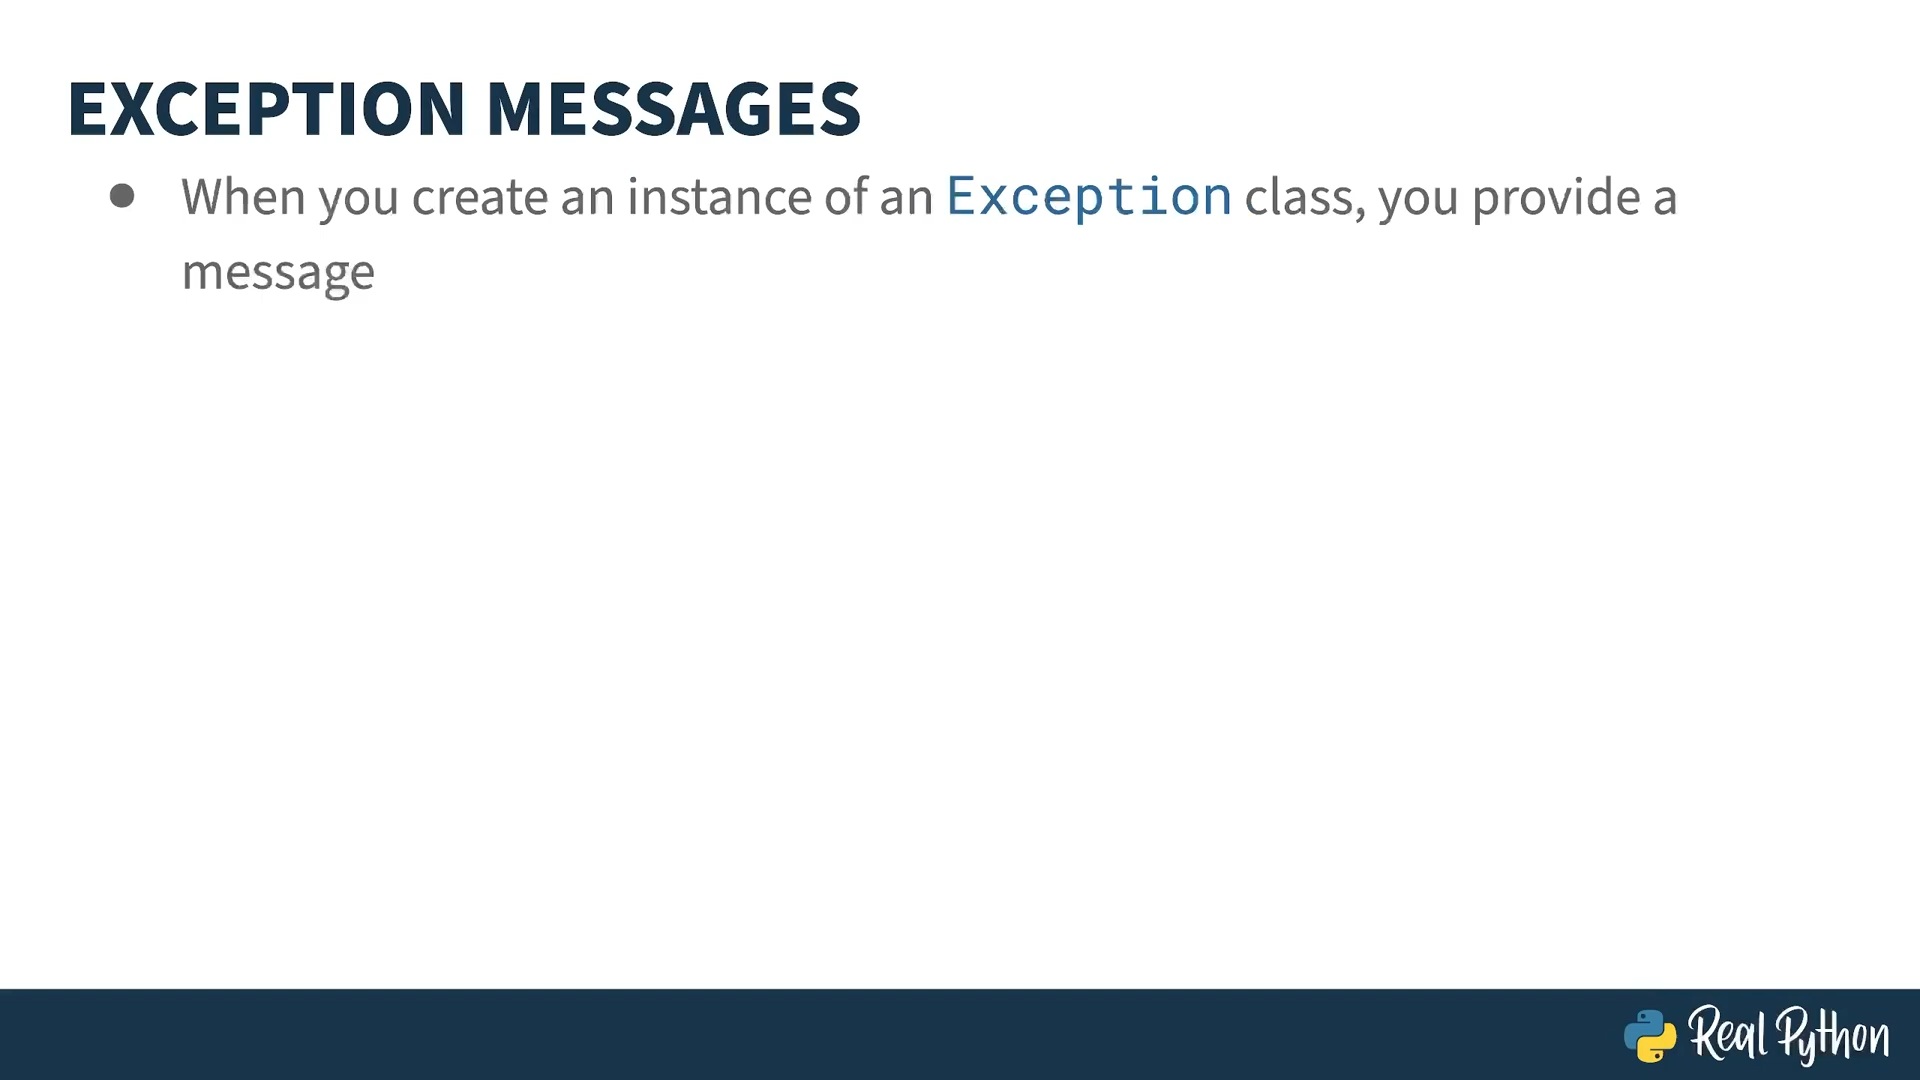 EXCEPTION MESSAGES
● When you create an instance of an Exception class, you provide a
message
Real Python